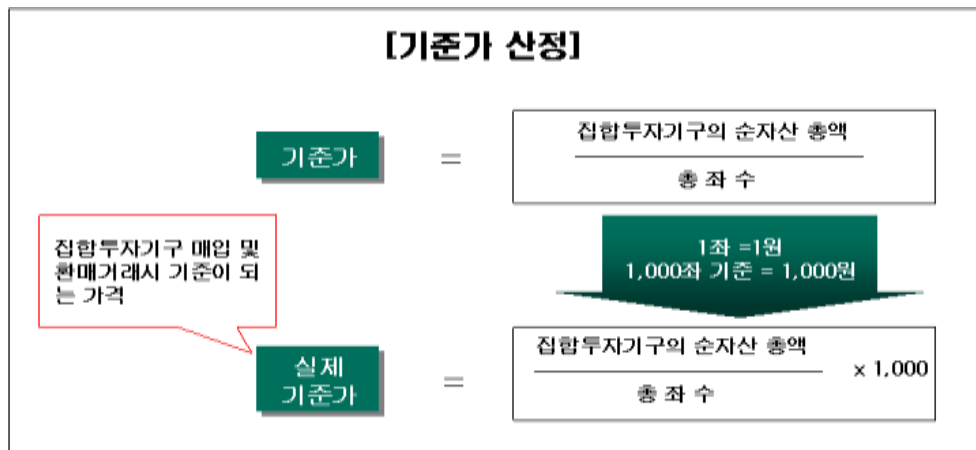 [기준가 산정]
기준가
=
집합투자기구의 순자산 총액
총 좌 수
집합투자기구 매입 및
환매거래시 기준이 되
는 가격
1좌 =1원
1,000좌 기준 = 1,000원
실제
기준가
=
집합투자기구의 순자산 총액
총 좌 수
x 1,000